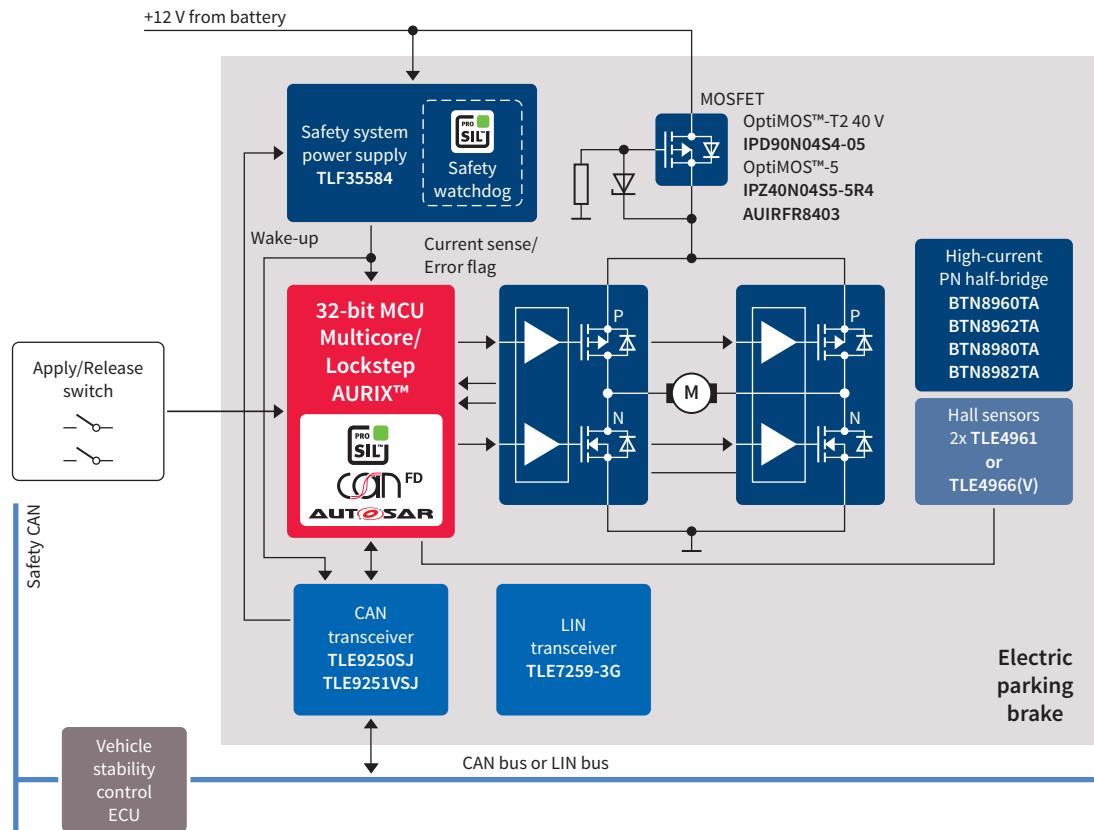 +12 V from battery
Safety system
power supply
TLF35584
PRO
SIL™
Safety
watchdog
MOSFET
OptiMOS™-T2 40 V
IPD90N04S4-05
OptiMOS™-5
IPZ40N04S5-5R4
AUIRFR8403
Wake-up
Current sense/
Error flag
32-bit MCU
Multicore/
Lockstep
AURIX™
PRO
SIL™
CAN FD
AUTOSAR
P
N
M
P
N
High-current
PN half-bridge
BTN8960TA
BTN8962TA
BTN8980TA
BTN8982TA
Hall sensors
2x TLE4961
or
TLE4966(V)
Apply/Release
switch
Safety CAN
CAN
transceiver
TLE9250SJ
TLE9251VSJ
LIN
transceiver
TLE7259-3G
Electric
parking
brake
Vehicle
stability
control
ECU
CAN bus or LIN bus